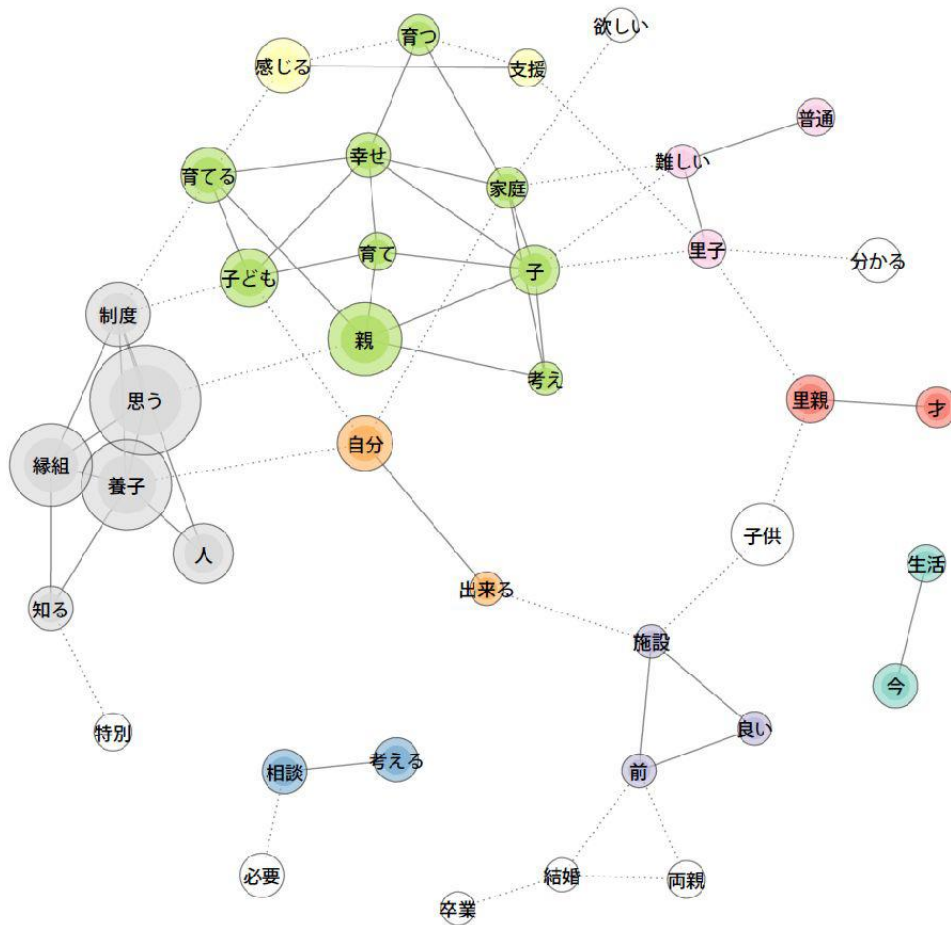 育つ
欲しい
感じる
支援
普通
幸せ
難しい
育てる
家庭
育て
里子
分かる
子ども
子
制度
親
考え
思う
里親
才
自分
縁組
養子
子供
人
生活
出来る
知る
施設
今
特別
良い
相談
考える
前
必要
結婚
両親
卒業